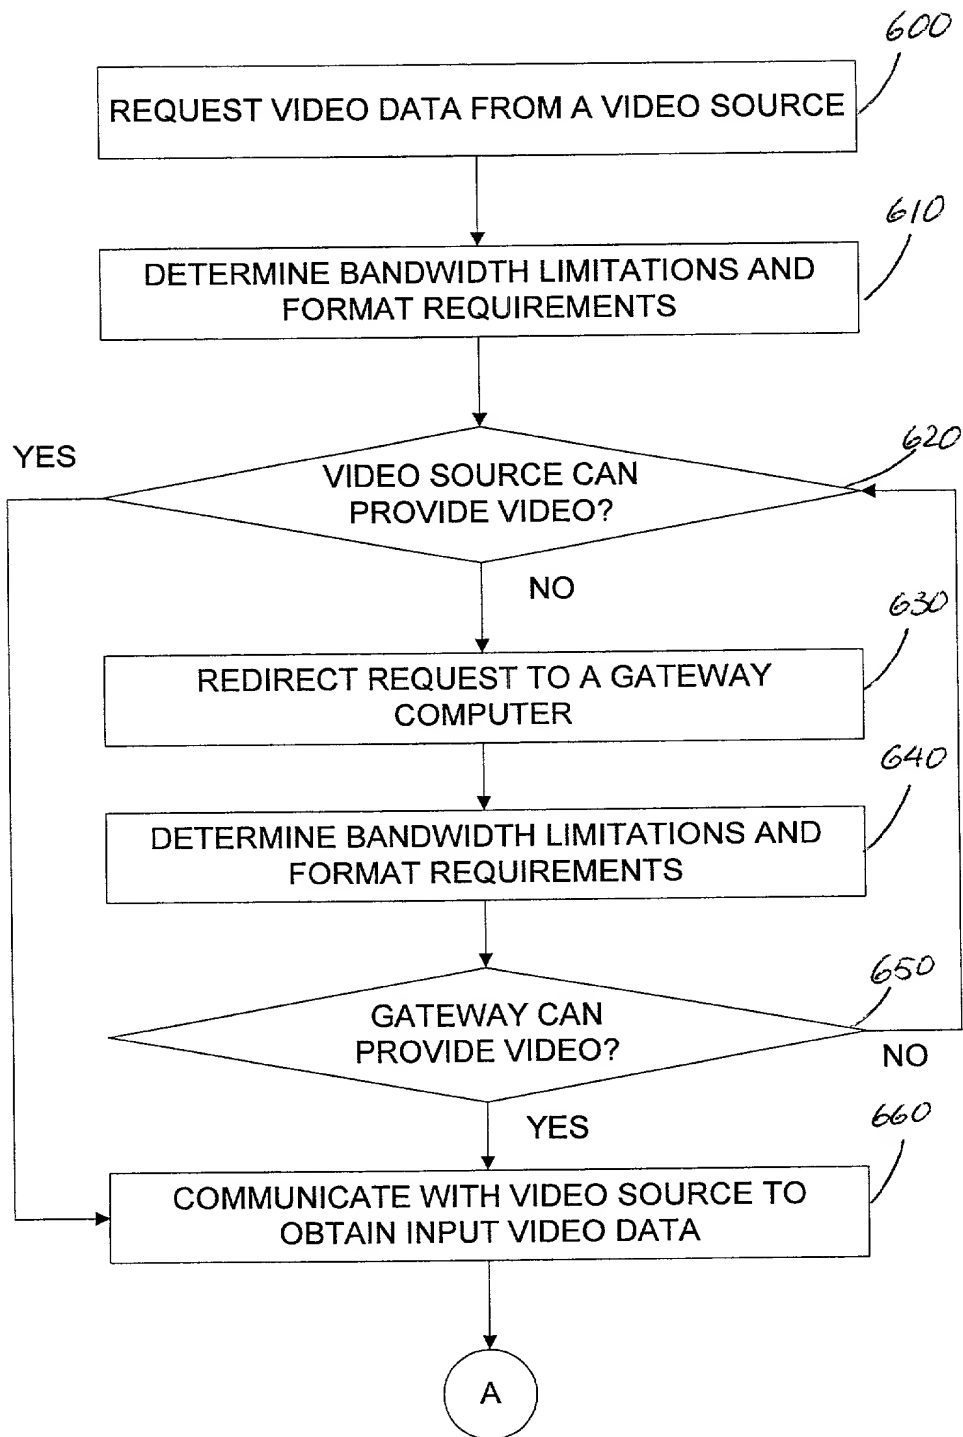 600
REQUEST VIDEO DATA FROM A VIDEO SOURCE
610
DETERMINE BANDWIDTH LIMITATIONS AND
FORMAT REQUIREMENTS
620
YES
VIDEO SOURCE CAN
PROVIDE VIDEO?
NO
630
REDIRECT REQUEST TO A GATEWAY
COMPUTER
640
DETERMINE BANDWIDTH LIMITATIONS AND
FORMAT REQUIREMENTS
650
GATEWAY CAN
PROVIDE VIDEO?
NO
YES
660
COMMUNICATE WITH VIDEO SOURCE TO
OBTAIN INPUT VIDEO DATA
A